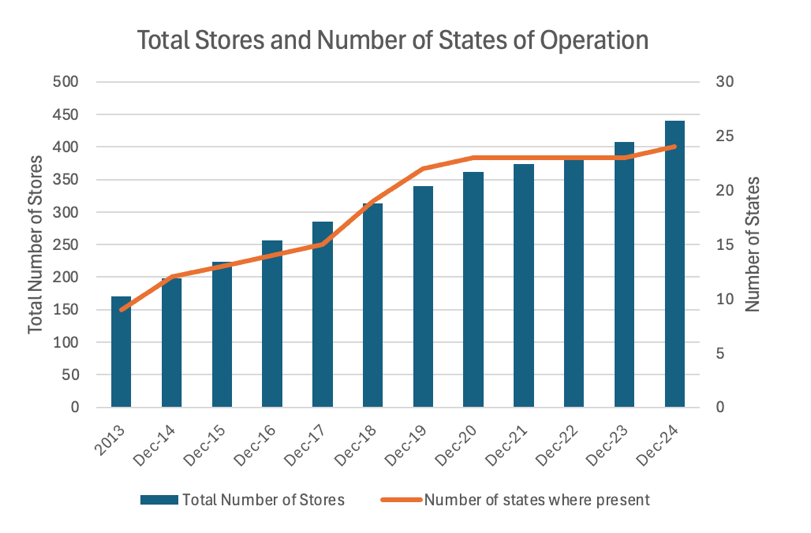 Total Stores and Number of States of Operation
Total Number of Stores
500
450
400
350
300
250
200
150
100
50
0
30
25
20
15
10
5
0
Number of States
2013
Dec-14
Dec-15
Dec-16
Dec-17
Dec-18
Dec-19
Dec-20
Dec-21
Dec-22
Dec-23
Dec-24
Total Number of Stores
Number of states where present